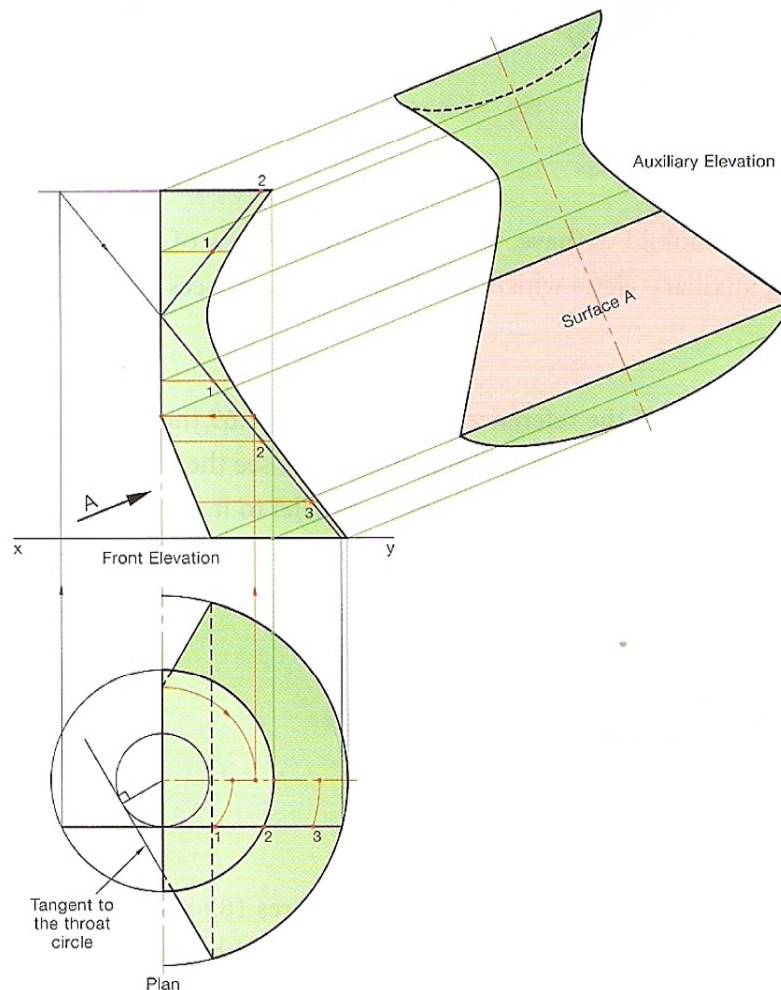 Auxiliary Elevation
2
1
Surface A
1
2
A
3
x
y
Front Elevation
1
2
3
Tangent to
the throat
circle
Plan